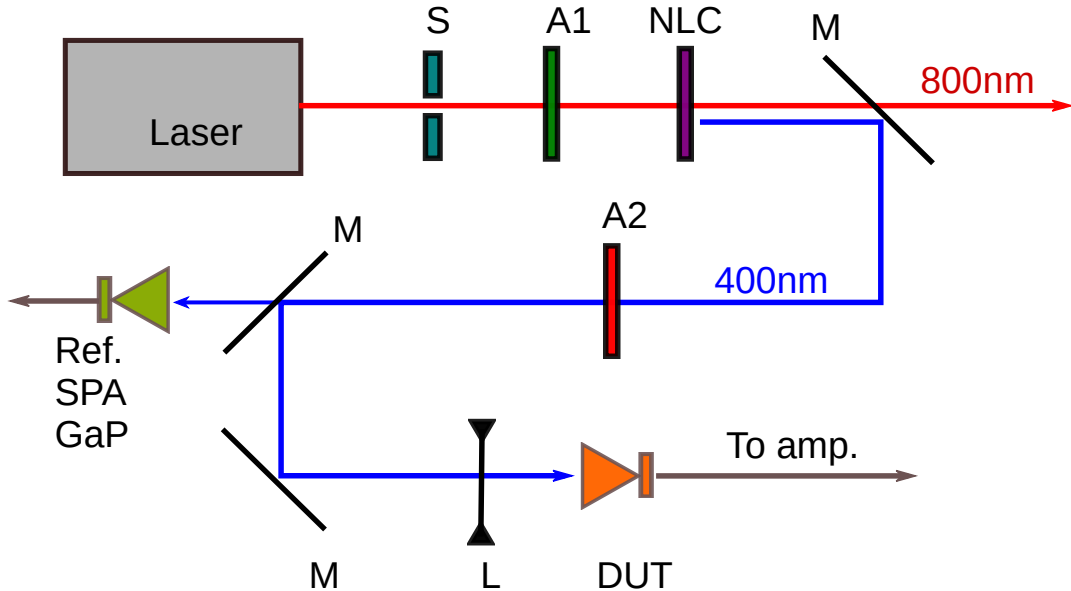 S
A1
NLC
M
800nm
Laser
A2
M
400nm
Ref.
SPA
GaP
To amp.
M
L
DUT